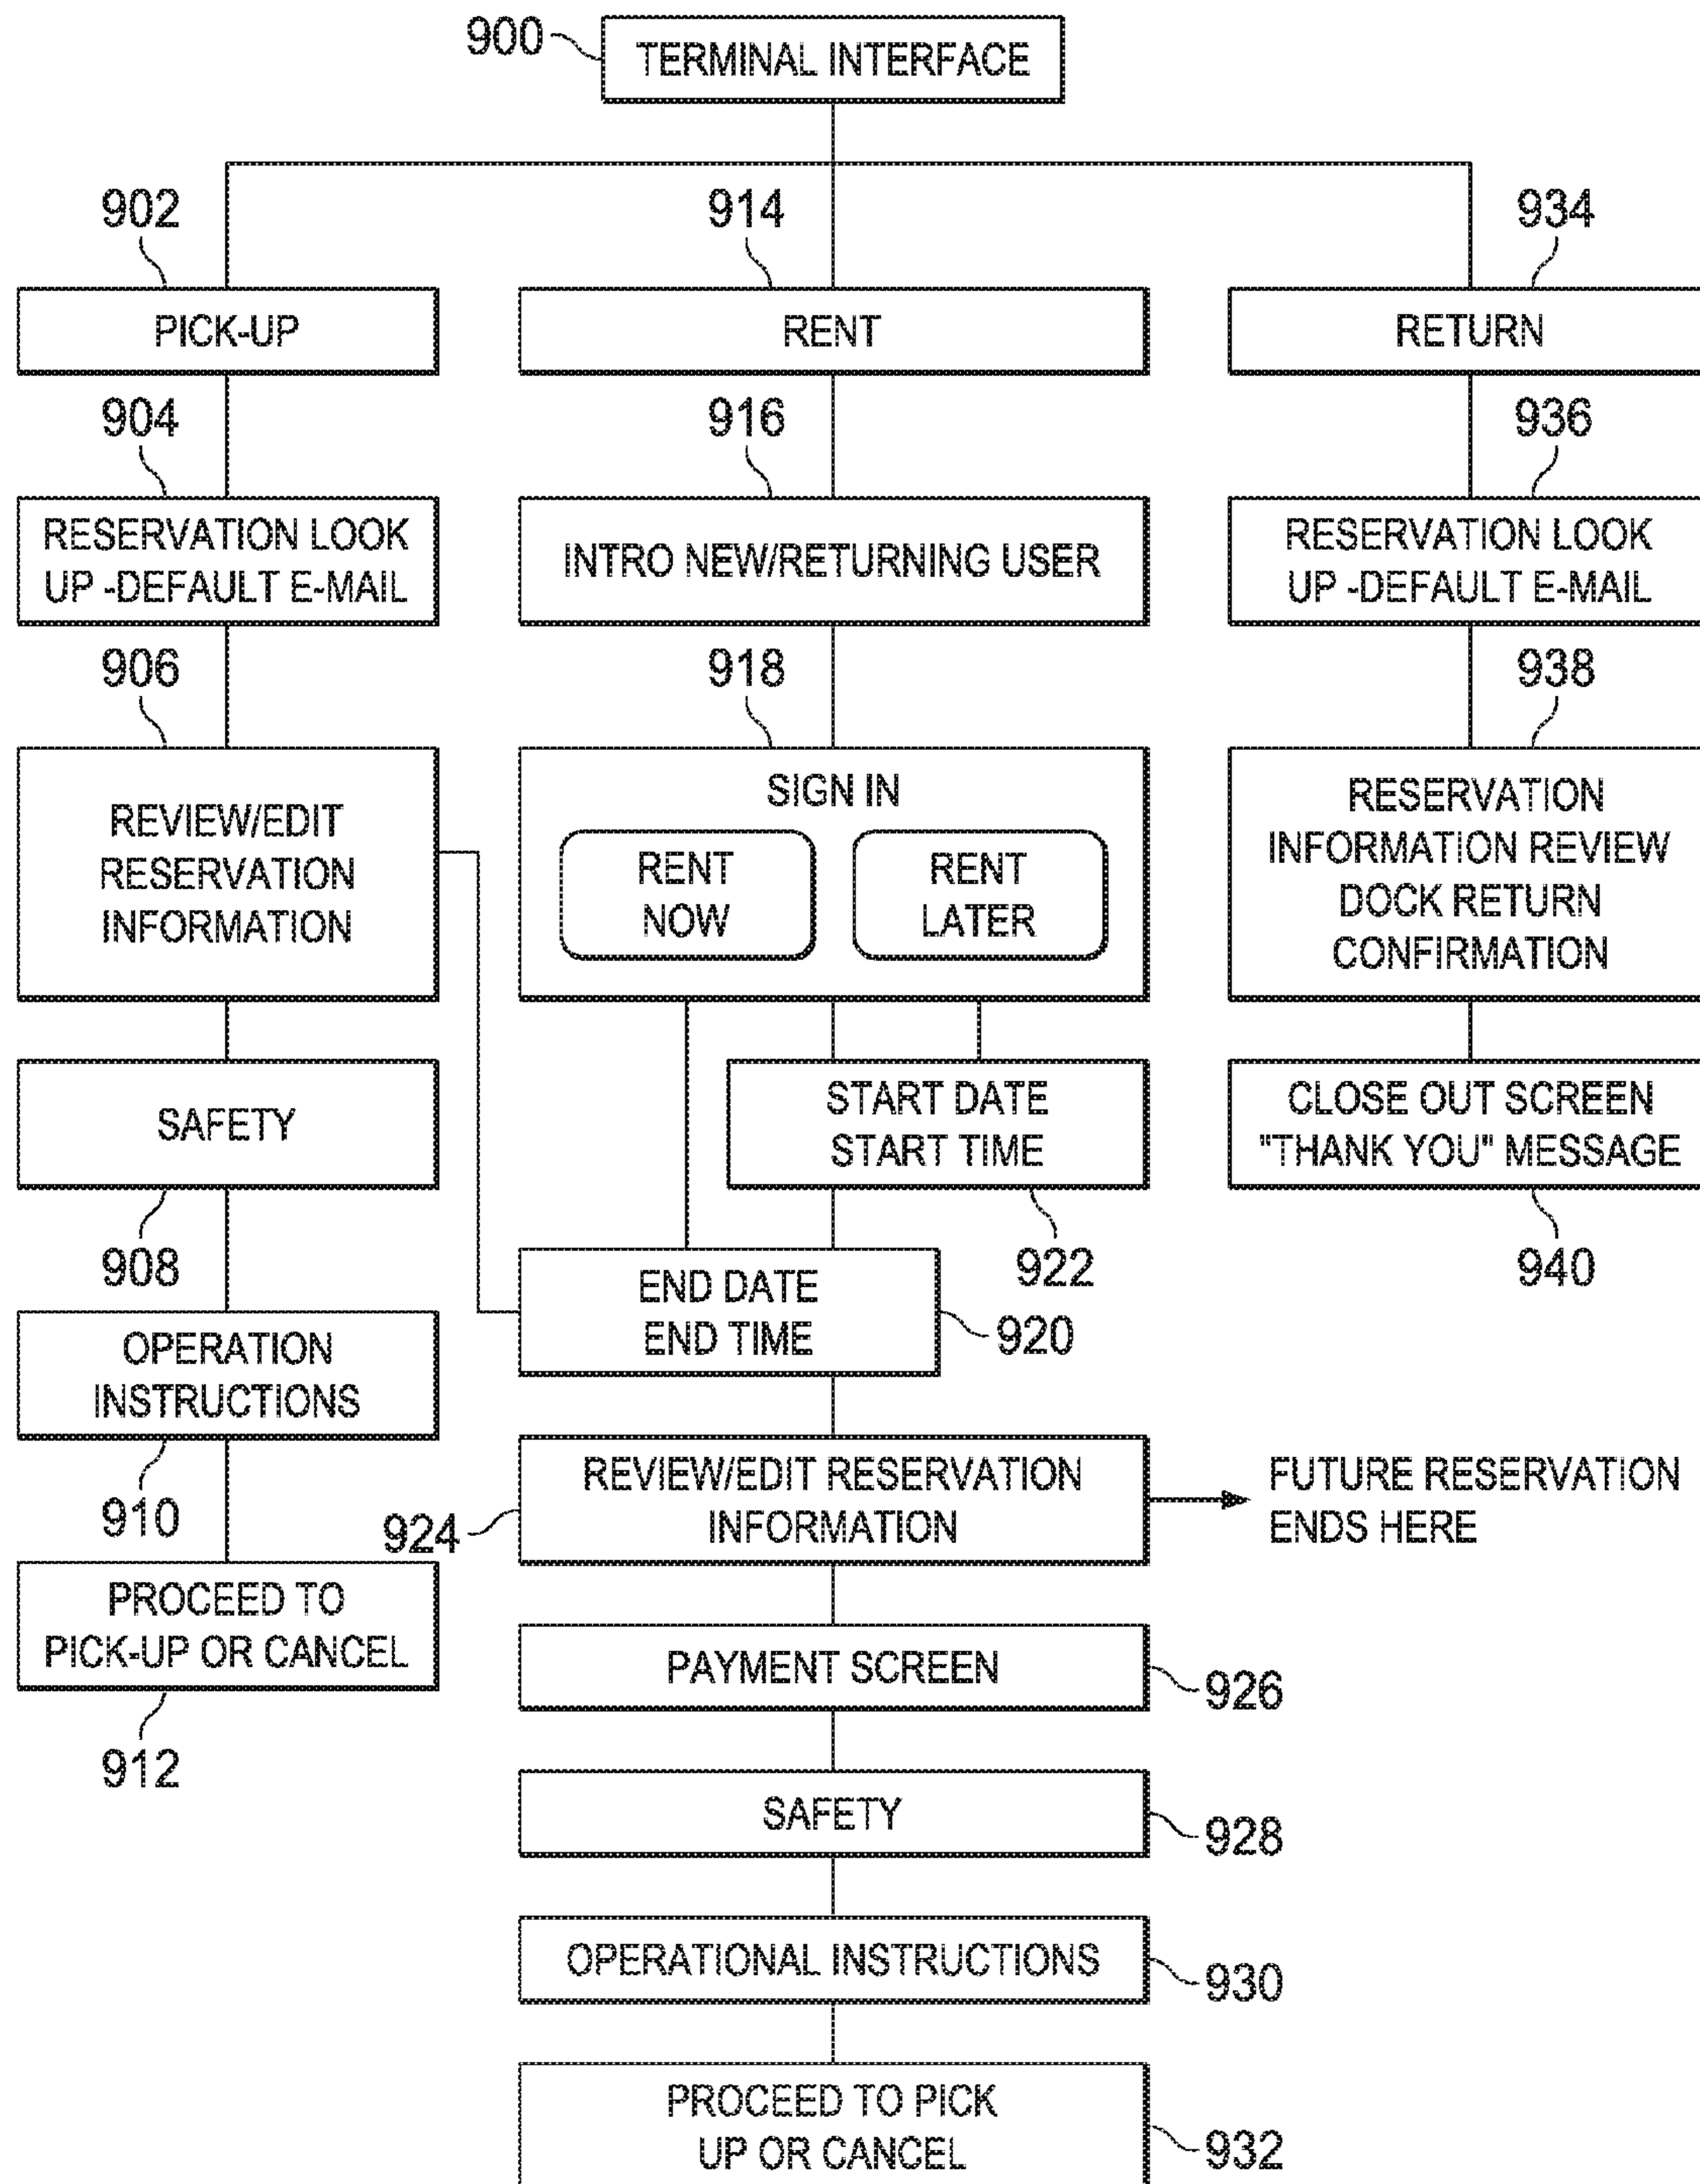 900
TERMINAL INTERFACE
902
914
934
PICK-UP
RENT
RETURN
904
916
936
RESERVATION LOOK
UP -DEFAULT E-MAIL
INTRO NEW/RETURNING USER
RESERVATION LOOK
UP -DEFAULT E-MAIL
906
918
938
REVIEW/EDIT
RESERVATION
INFORMATION
SIGN IN
RENT
NOW
RENT
LATER
RESERVATION
INFORMATION REVIEW
DOCK RETURN
CONFIRMATION
SAFETY
START DATE
START TIME
CLOSE OUT SCREEN
"THANK YOU" MESSAGE
908
922
940
END DATE
END TIME
920
OPERATION
INSTRUCTIONS
910
924
REVIEW/EDIT RESERVATION
INFORMATION
FUTURE RESERVATION
ENDS HERE
PROCEED TO
PICK-UP OR CANCEL
912
PAYMENT SCREEN
926
SAFETY
928
OPERATIONAL INSTRUCTIONS
930
PROCEED TO PICK
UP OR CANCEL
932